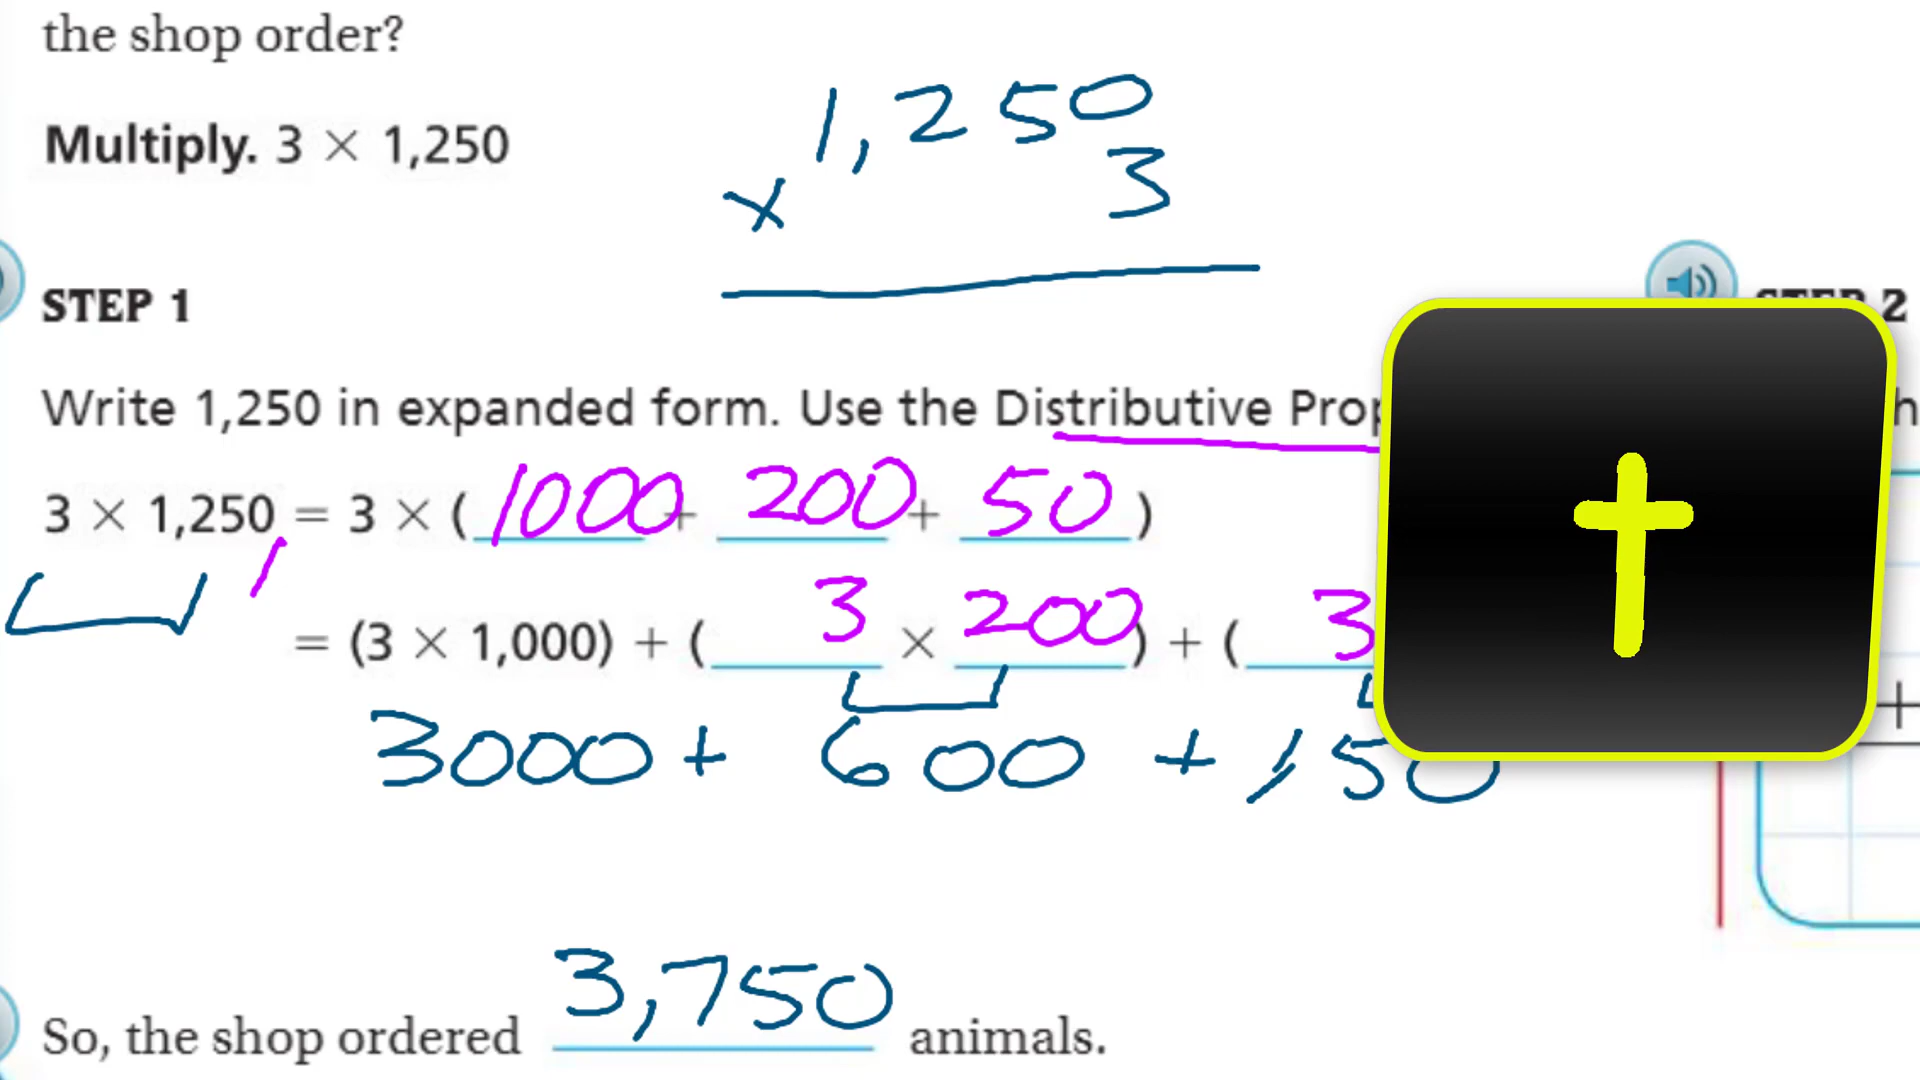 the shop order?
Multiply. 3 × 1,250
1,250
× 3
STEP 1
2
Write 1,250 in expanded form. Use the Distributive
3 × 1,250 = 3 × ( 1000 + 200 + 50 )
= (3 × 1,000) + ( 3 × 200 ) + ( 3
3000 + 600 + 150
+
So, the shop ordered 3,750 animals.